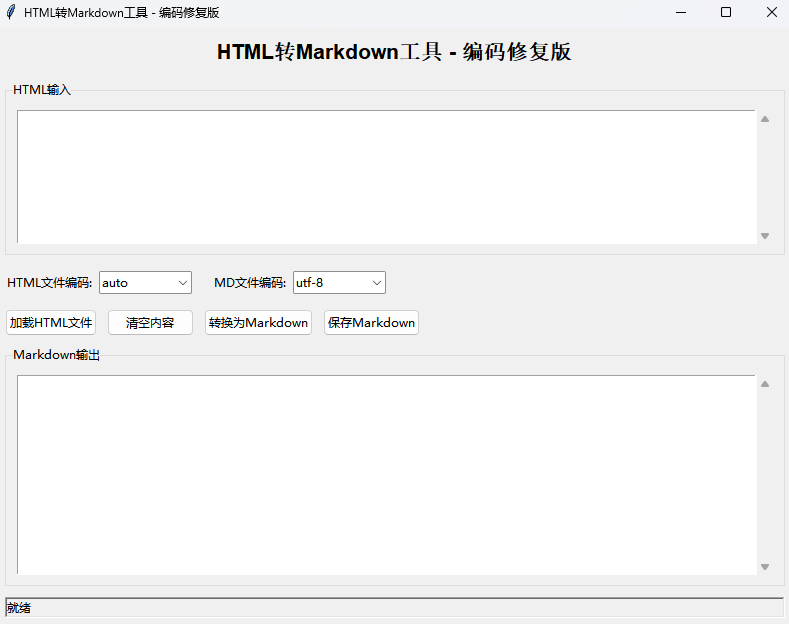 HTML转Markdown工具 - 编码修复版
HTML转Markdown工具 - 编码修复版
HTML输入
HTML文件编码: auto MD文件编码: utf-8
加载HTML文件 清空内容 转换为Markdown 保存Markdown
Markdown输出
就绪